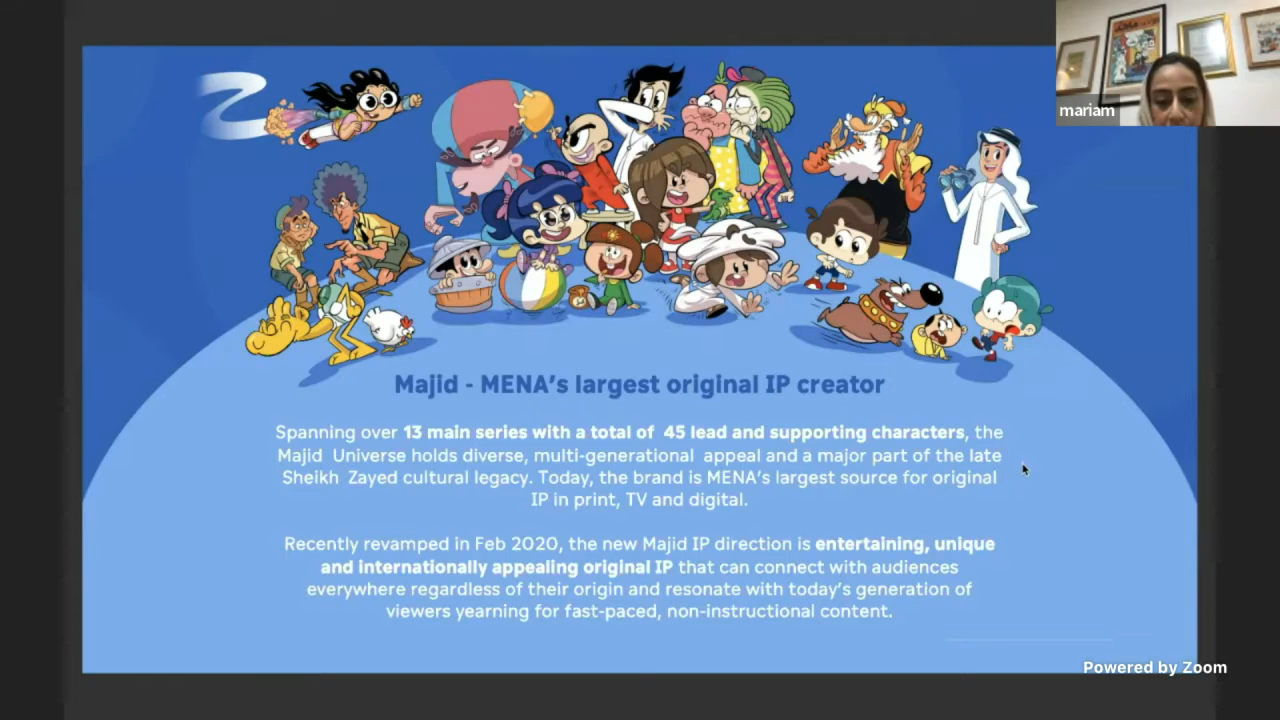 mariam
Majid - MENA's largest original IP creator
Spanning over 13 main series with a total of 45 lead and supporting characters, the
Majid Universe holds diverse, multi-generational appeal and a major part of the late
Sheikh Zayed cultural legacy. Today, the brand is MENA's largest source for original
IP in print, TV and digital.
Recently revamped in Feb 2020, the new Majid IP direction is entertaining, unique
and internationally appealing original IP that can connect with audiences
everywhere regardless of their origin and resonate with today's generation of
viewers yearning for fast-paced, non-instructional content.
Powered by Zoom